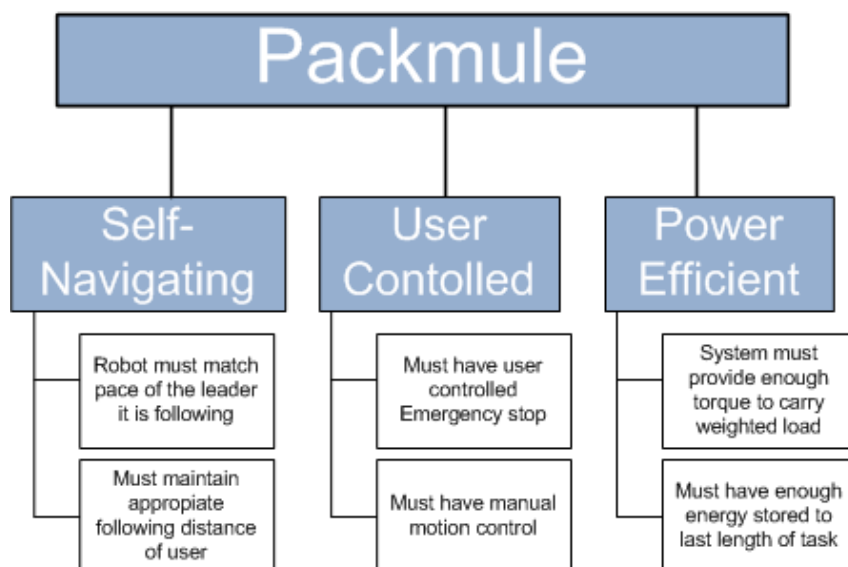 Packmule
Self-
Navigating
Robot must match
pace of the leader
it is following
Must maintain
appropiate
following distance
of user
User
Contolled
Must have user
controlled
Emergency stop
Must have manual
motion control
Power
Efficient
System must
provide enough
torque to carry
weighted load
Must have enough
energy stored to
last length of task